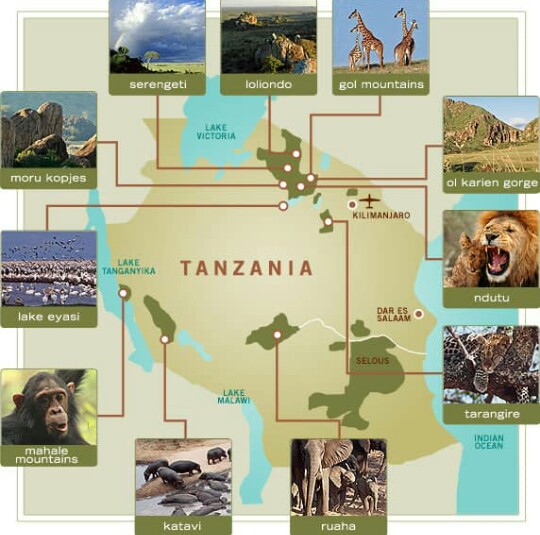 serengeti
loliondo
gol mountains
LAKE
VICTORIA
moru kopjes
ol karien gorge
KILIMANJARO
LAKE
TANGANYIKA
TANZANIA
ndutu
lake eyasi
DAR ES
SALAAM
SELOUS
LAKE
MALAWI
tarangire
mahale
mountains
INDIAN
OCEAN
katavi
ruaha